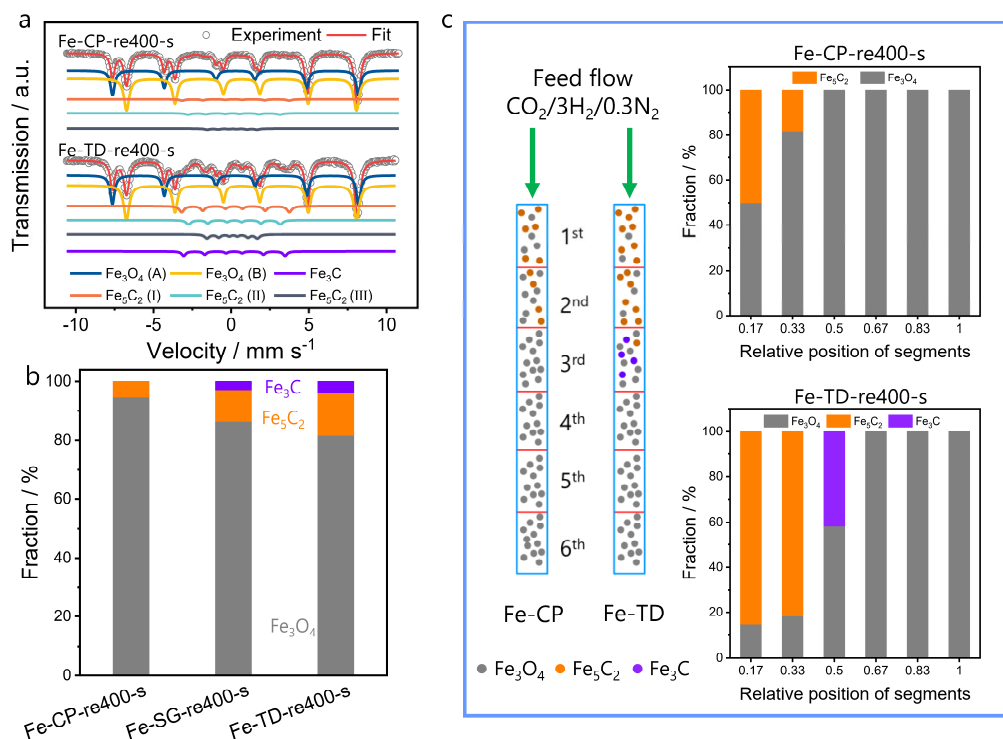 a
Fe-CP-re400-s
Experiment
Fit
Fe-TD-re400-s
Transmission / a.u.
Fe₃O₄ (A)
Fe₃O₄ (B)
Fe₃C
Fe₅C₂ (I)
Fe₅C₂ (II)
Fe₅C₂ (III)
-10
-5
0
5
10
Velocity / mm s⁻¹
b
100
80
60
40
20
0
Fraction / %
Fe₃C
Fe₅C₂
Fe₃O₄
Fe-CP-re400-s
Fe-SG-re400-s
Fe-TD-re400-s
c
Feed flow
CO₂/3H₂/0.3N₂
1ˢᵗ
2ⁿᵈ
3ʳᵈ
4ᵗʰ
5ᵗʰ
6ᵗʰ
Fe-CP
Fe-TD
Fe₃O₄
Fe₅C₂
Fe₃C
Fe-CP-re400-s
Fe₅C₂
Fe₃O₄
100
80
60
40
20
0
Fraction / %
0.17
0.33
0.5
0.67
0.83
1
Relative position of segments
Fe-TD-re400-s
Fe₃O₄
Fe₅C₂
Fe₃C
100
80
60
40
20
0
Fraction / %
0.17
0.33
0.5
0.67
0.83
1
Relative position of segments